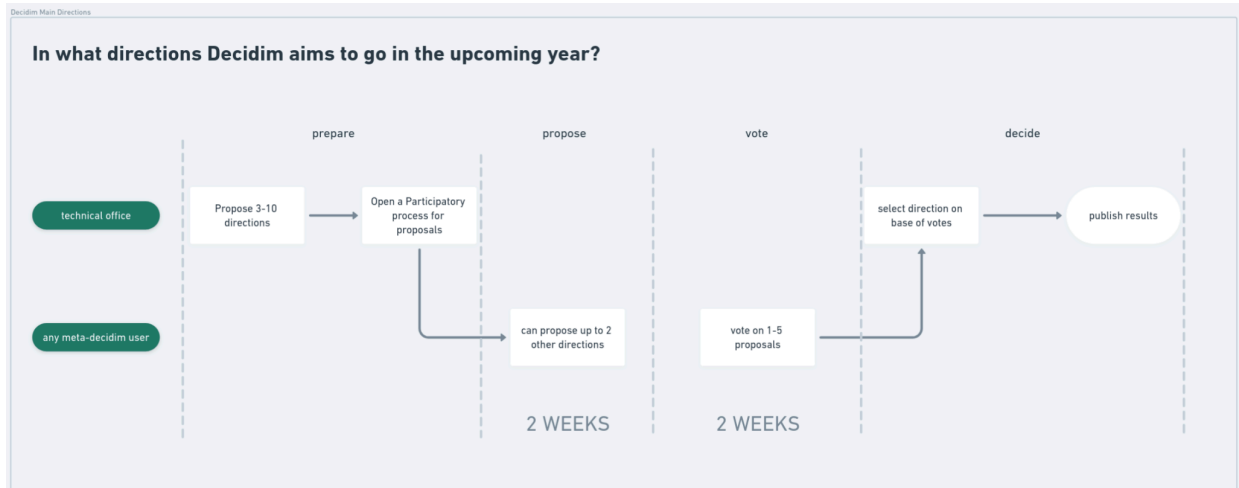 Decidim Main Directions
In what directions Decidim aims to go in the upcoming year?
prepare
propose
vote
decide
technical office
Propose 3-10
directions
Open a Participatory
process for
proposals
select direction on
base of votes
publish results
any meta-decidim user
can propose up to 2
other directions
vote on 1-5
proposals
2 WEEKS
2 WEEKS